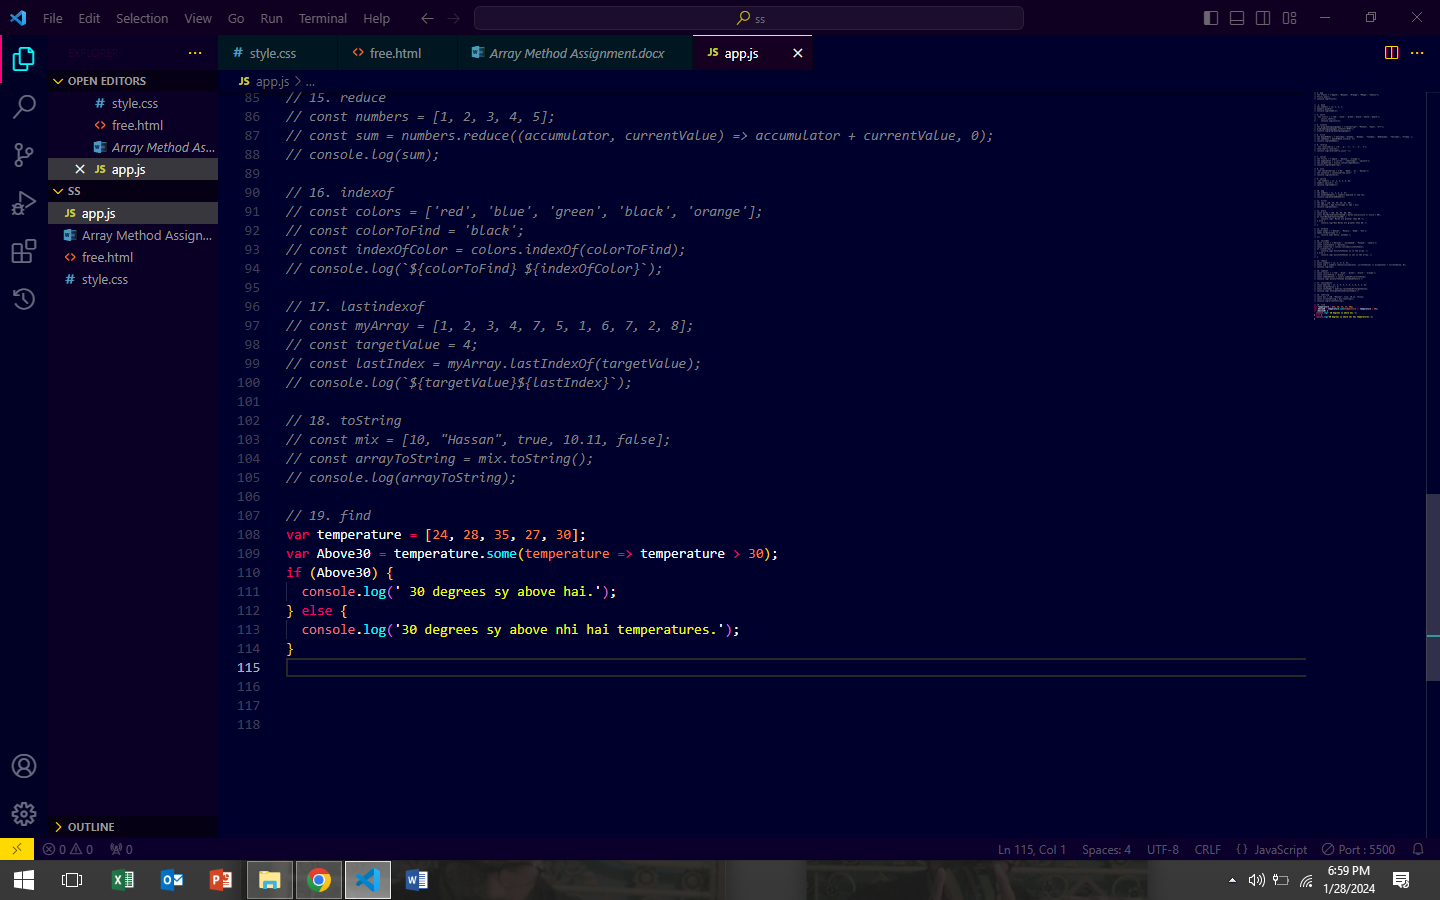 File Edit Selection View Go Run Terminal Help
ss
EXPLORER
style.css
free.html
Array Method Assignment.docx
JS app.js
OPEN EDITORS
style.css
free.html
Array Method As...
JS app.js
SS
JS app.js
Array Method Assign...
free.html
style.css
OUTLINE
JS app.js > ...
85 // 15. reduce
86 // const numbers = [1, 2, 3, 4, 5];
87 // const sum = numbers.reduce((accumulator, currentValue) => accumulator + currentValue, 0);
88 // console.log(sum);
89
90 // 16. indexof
91 // const colors = ['red', 'blue', 'green', 'black', 'orange'];
92 // const colorToFind = 'black';
93 // const indexOfColor = colors.indexOf(colorToFind);
94 // console.log(`${colorToFind} ${indexOfColor}`);
95
96 // 17. lastindexof
97 // const myArray = [1, 2, 3, 4, 7, 5, 1, 6, 7, 2, 8];
98 // const targetValue = 4;
99 // const lastIndex = myArray.lastIndexOf(targetValue);
100 // console.log(`${targetValue}${lastIndex}`);
101
102 // 18. toString
103 // const mix = [10, "Hassan", true, 10.11, false];
104 // const arrayToString = mix.toString();
105 // console.log(arrayToString);
106
107 // 19. find
108 var temperature = [24, 28, 35, 27, 30];
109 var Above30 = temperature.some(temperature => temperature > 30);
110 if (Above30) {
111 console.log(' 30 degrees sy above hai.');
112 } else {
113 console.log('30 degrees sy above nhi hai temperatures.');
114 }
115
116
117
118
0 0 0
Ln 115, Col 1 Spaces: 4 UTF-8 CRLF {} JavaScript Port : 5500
6:59 PM
1/28/2024